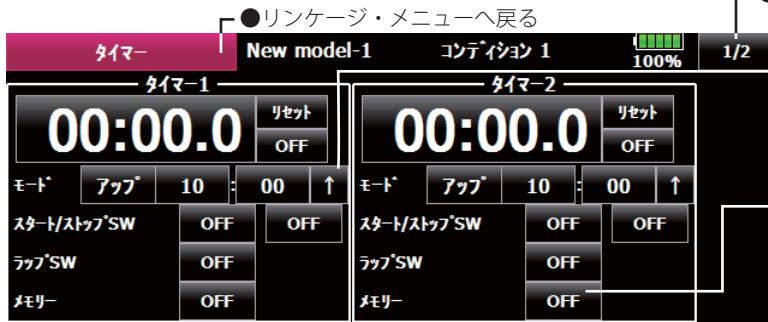 ●リンケージ・メニューへ戻る
タイマー New model-1 コンディション 1 100% 1/2
タイマー1 タイマー2
00:00.0 リセット OFF 00:00.0 リセット OFF
モード アップ 10 : 00 ↑ モード アップ 10 : 00 ↑
スタート/ストップSW OFF OFF スタート/ストップSW OFF OFF
ラップSW OFF ラップSW OFF
メモリー OFF メモリー OFF